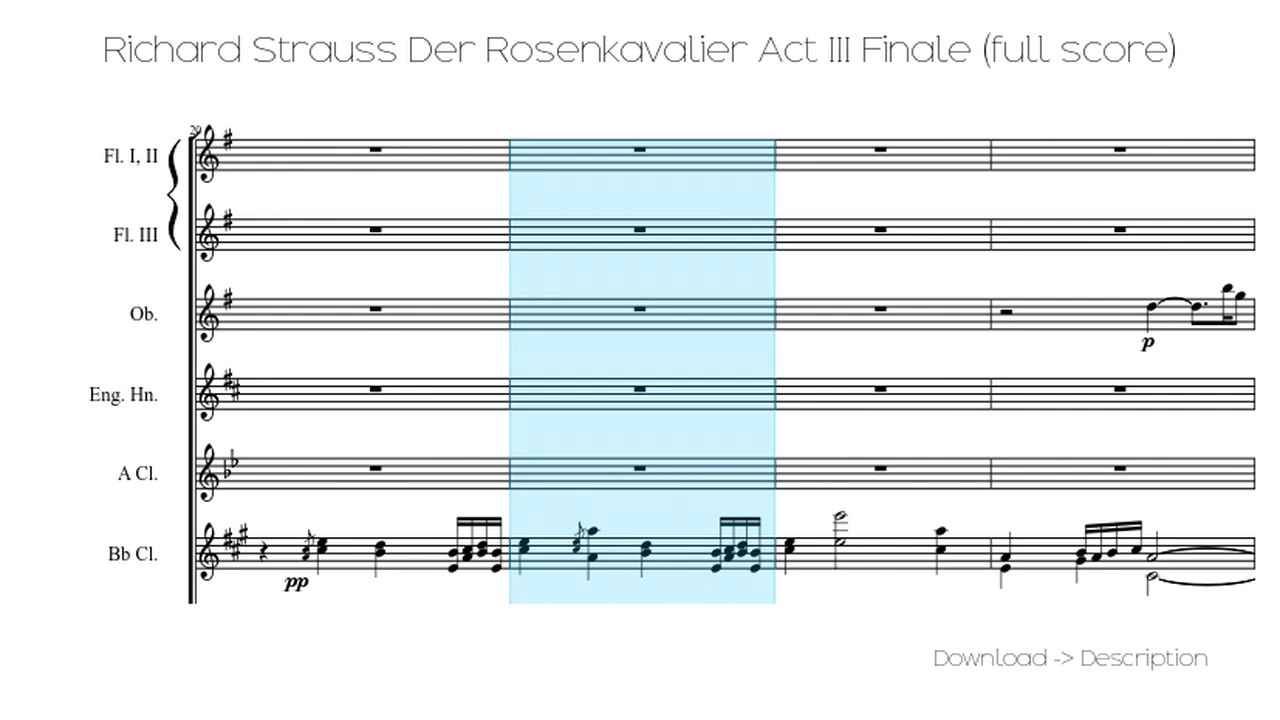 Richard Strauss Der Rosenkavalier Act III Finale (full score)
Fl. I, II
Fl. III
Ob.
p
Eng. Hn.
A Cl.
Bb Cl.
pp
Download -> Description